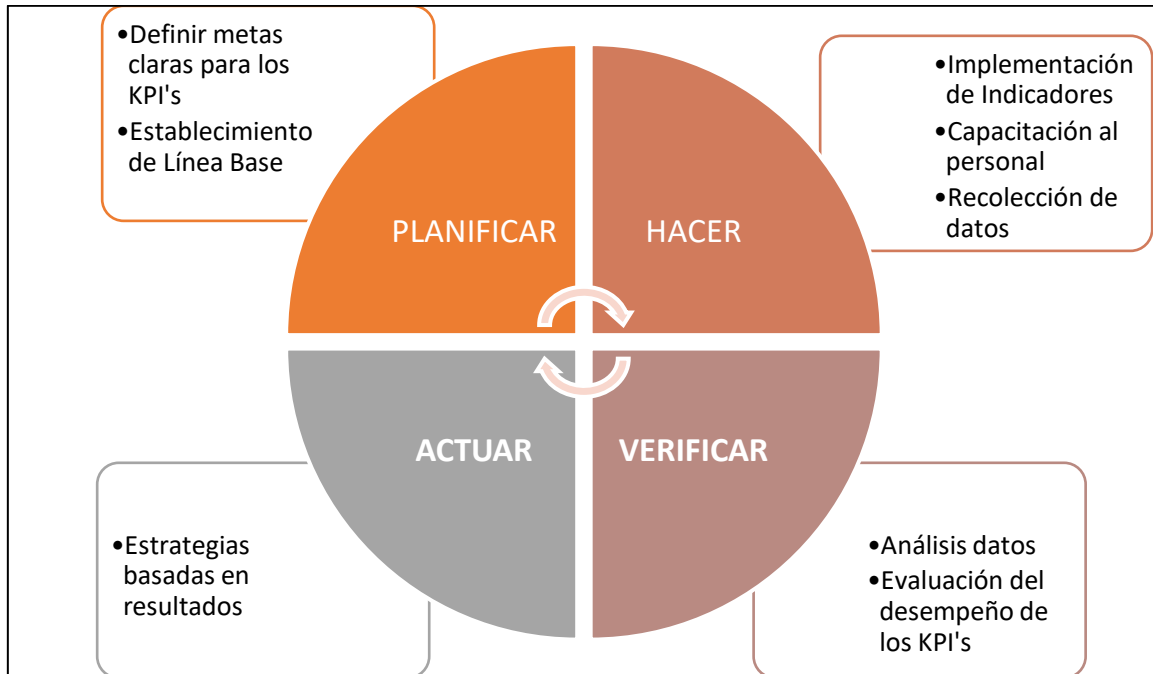 •Definir metas
claras para los
KPI's
•Establecimiento
de Línea Base
•Implementación
de Indicadores
•Capacitación al
personal
•Recolección de
datos
PLANIFICAR
HACER
ACTUAR
VERIFICAR
•Estrategias
basadas en
resultados
•Análisis datos
•Evaluación del
desempeño de
los KPI's